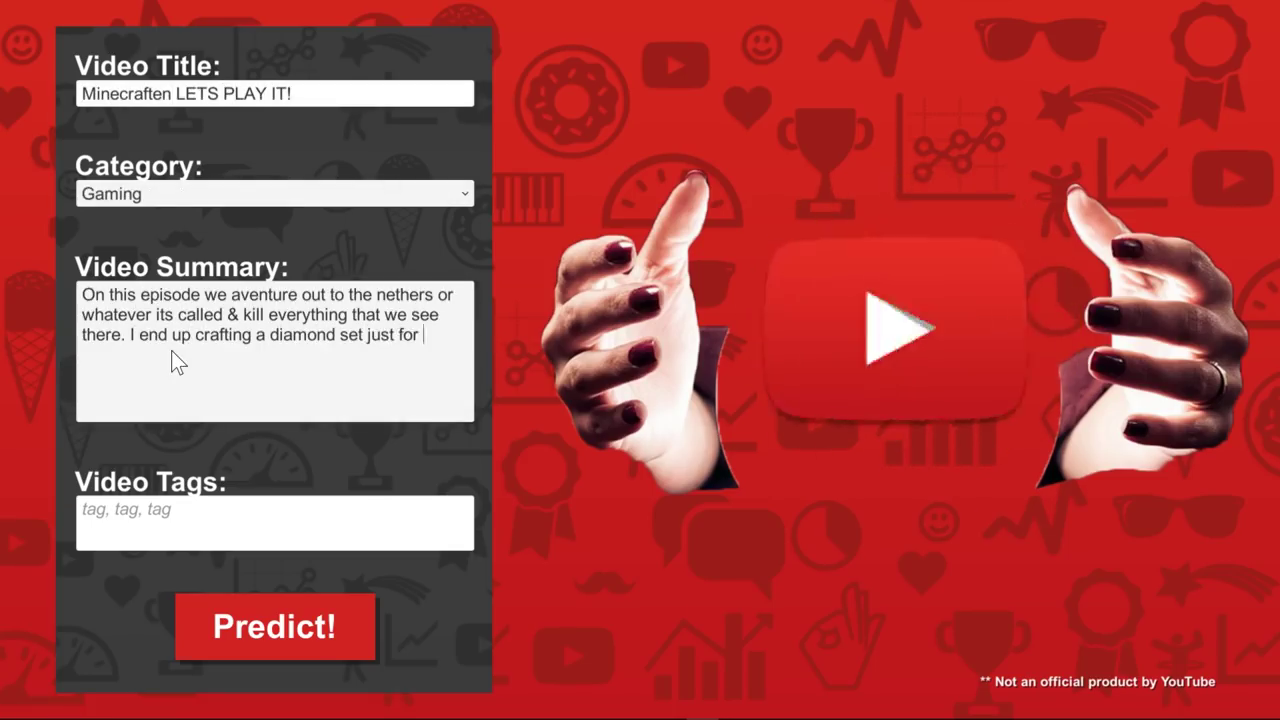 Video Title:
Minecraften LETS PLAY IT!
Category:
Gaming
Video Summary:
On this episode we aventure out to the nethers or
whatever its called & kill everything that we see
there. I end up crafting a diamond set just for
Video Tags:
tag, tag, tag
Predict!
** Not an official product by YouTube